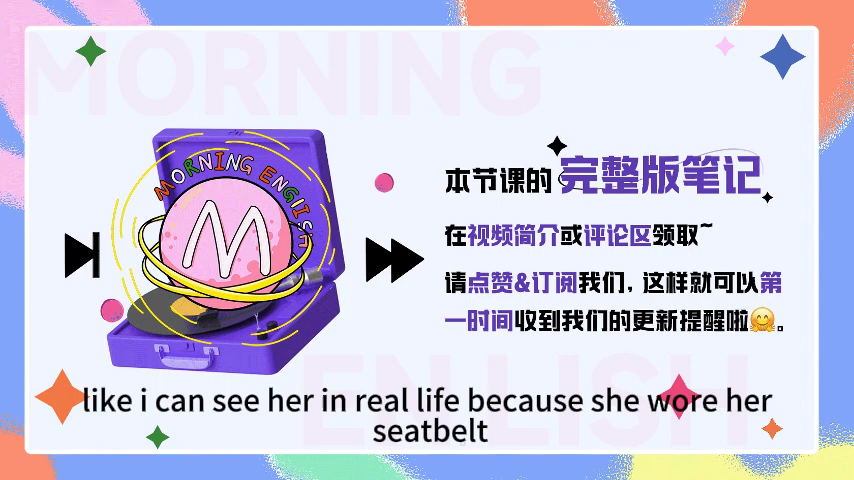 MORNING
MORNING ENGLISH
M
本节课的 完整版笔记
在视频简介或评论区领取~
请点赞&订阅我们，这样就可以第
一时间收到我们的更新提醒啦🤗。
ENGLISH
like i can see her in real life because she wore her
seatbelt